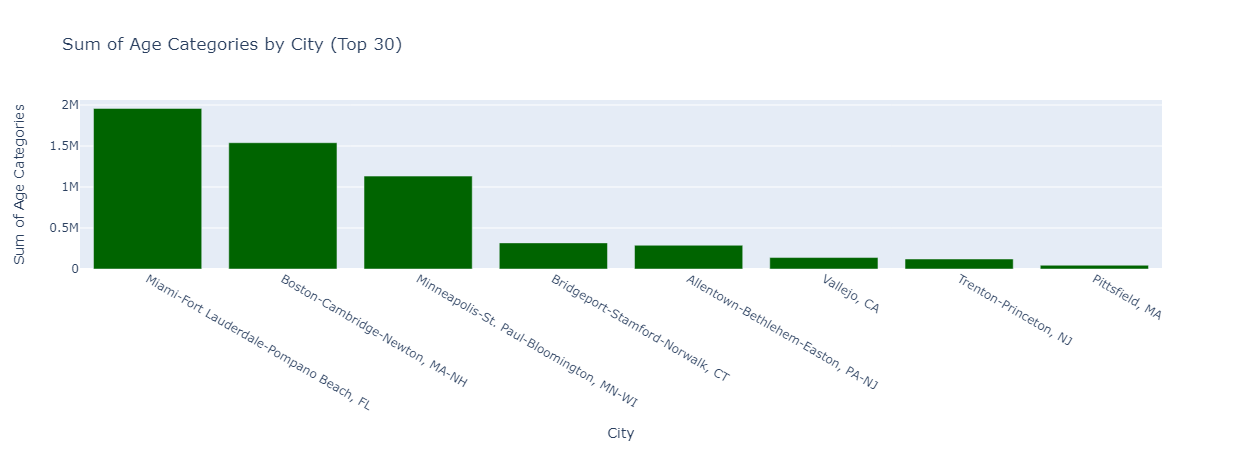 Sum of Age Categories by City (Top 30)
Sum of Age Categories
2M
1.5M
1M
0.5M
0
Miami-Fort Lauderdale-Pompano Beach, FL
Boston-Cambridge-Newton, MA-NH
Minneapolis-St. Paul-Bloomington, MN-WI
Bridgeport-Stamford-Norwalk, CT
Allentown-Bethlehem-Easton, PA-NJ
Vallejo, CA
Trenton-Princeton, NJ
Pittsfield, MA
City